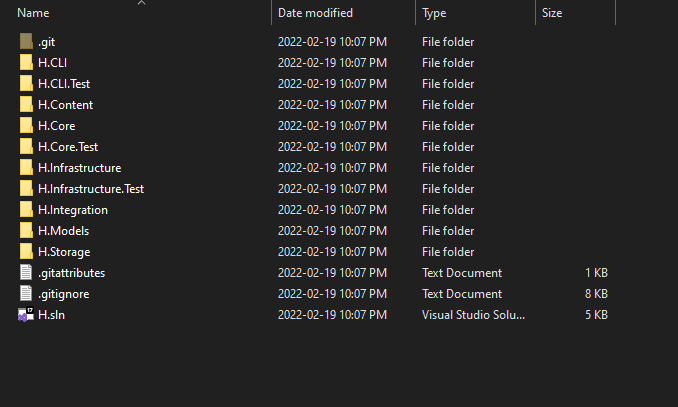 Name Date modified Type Size
.git 2022-02-19 10:07 PM File folder
H.CLI 2022-02-19 10:07 PM File folder
H.CLI.Test 2022-02-19 10:07 PM File folder
H.Content 2022-02-19 10:07 PM File folder
H.Core 2022-02-19 10:07 PM File folder
H.Core.Test 2022-02-19 10:07 PM File folder
H.Infrastructure 2022-02-19 10:07 PM File folder
H.Infrastructure.Test 2022-02-19 10:07 PM File folder
H.Integration 2022-02-19 10:07 PM File folder
H.Models 2022-02-19 10:07 PM File folder
H.Storage 2022-02-19 10:07 PM File folder
.gitattributes 2022-02-19 10:07 PM Text Document 1 KB
.gitignore 2022-02-19 10:07 PM Text Document 8 KB
H.sln 2022-02-19 10:07 PM Visual Studio Solu... 5 KB